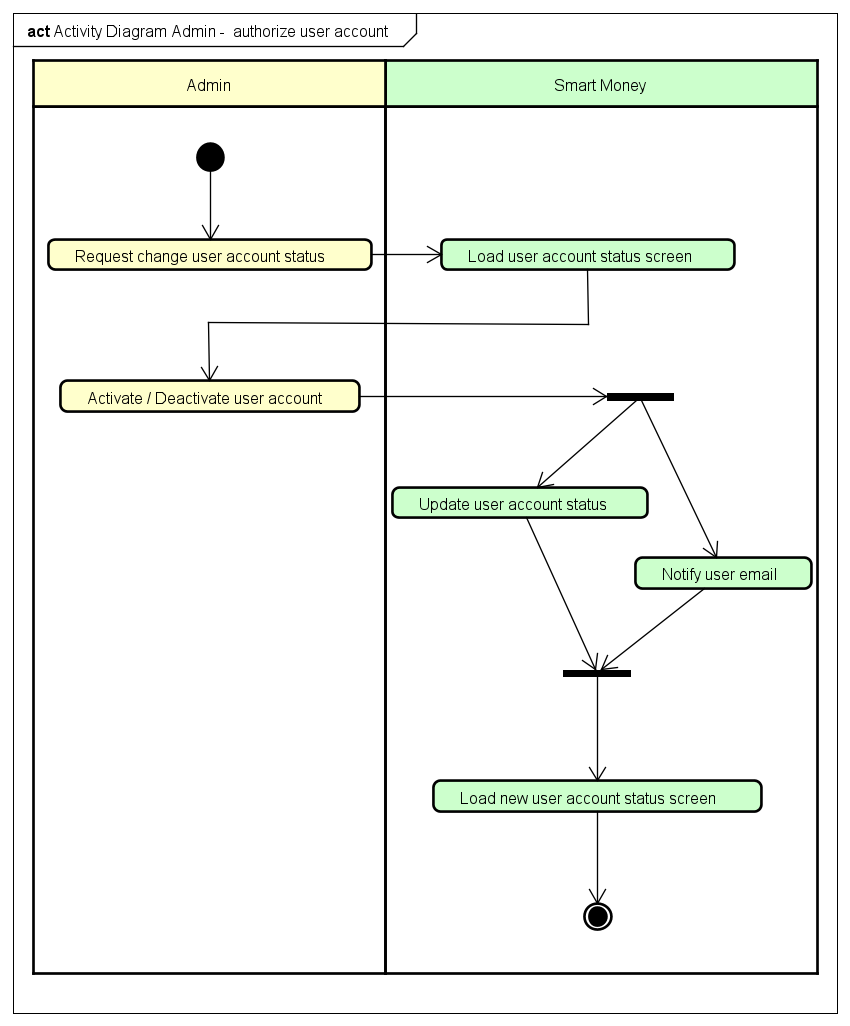 act Activity Diagram Admin - authorize user account
Admin
Smart Money
Request change user account status
Load user account status screen
Activate / Deactivate user account
Update user account status
Notify user email
Load new user account status screen